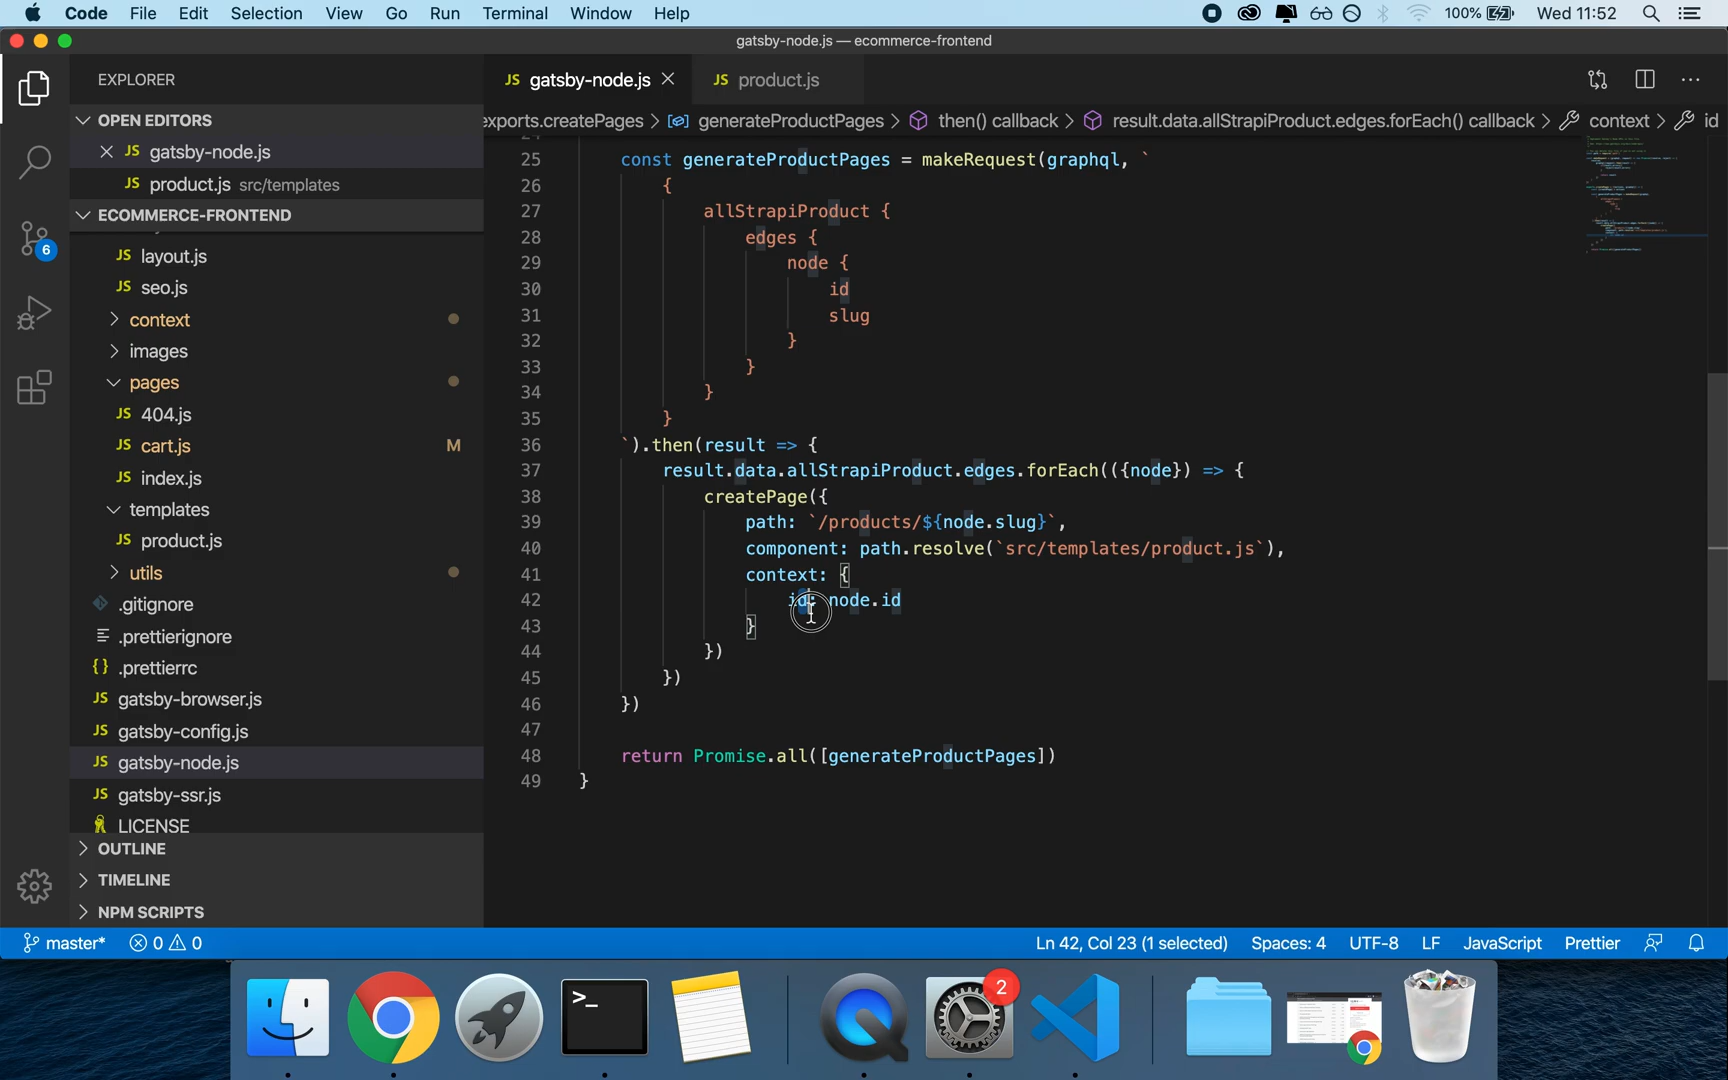 Code File Edit Selection View Go Run Terminal Window Help 100% Wed 11:52
gatsby-node.js — ecommerce-frontend
EXPLORER
OPEN EDITORS
JS gatsby-node.js
JS product.js src/templates
ECOMMERCE-FRONTEND
JS layout.js
JS seo.js
context
images
pages
JS 404.js
JS cart.js M
JS index.js
templates
JS product.js
utils
.gitignore
.prettierignore
{} .prettierrc
JS gatsby-browser.js
JS gatsby-config.js
JS gatsby-node.js
JS gatsby-ssr.js
LICENSE
OUTLINE
TIMELINE
NPM SCRIPTS
6
JS gatsby-node.js JS product.js
exports.createPages > generateProductPages > then() callback > result.data.allStrapiProduct.edges.forEach() callback > context > id
25 const generateProductPages = makeRequest(graphql, `
26 {
27 allStrapiProduct {
28 edges {
29 node {
30 id
31 slug
32 }
33 }
34 }
35 }
36 `).then(result => {
37 result.data.allStrapiProduct.edges.forEach(({node}) => {
38 createPage({
39 path: `/products/${node.slug}`,
40 component: path.resolve(`src/templates/product.js`),
41 context: {
42 id: node.id
43 }
44 })
45 })
46 })
47
48 return Promise.all([generateProductPages])
49 }
master* 0 0 Ln 42, Col 23 (1 selected) Spaces: 4 UTF-8 LF JavaScript Prettier
>_
2